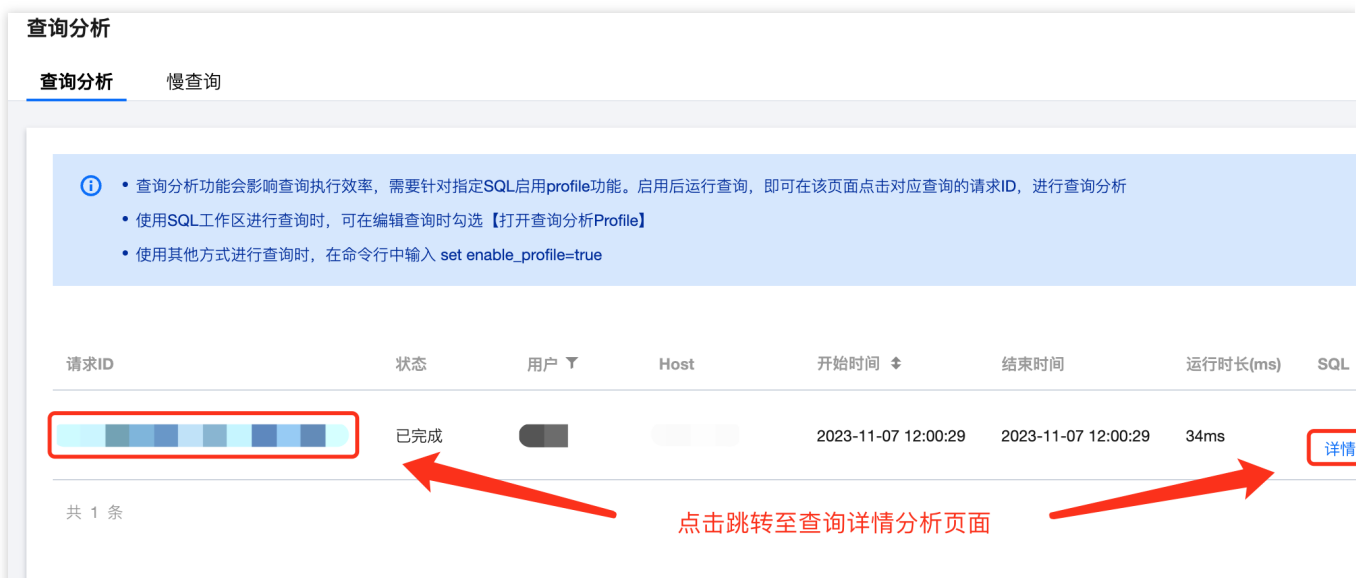 查询分析
查询分析 慢查询
• 查询分析功能会影响查询执行效率，需要针对指定SQL启用profile功能。启用后运行查询，即可在该页面点击对应查询的请求ID，进行查询分析
• 使用SQL工作区进行查询时，可在编辑查询时勾选【打开查询分析Profile】
• 使用其他方式进行查询时，在命令行中输入 set enable_profile=true
请求ID 状态 用户 Host 开始时间 结束时间 运行时长(ms) SQL
已完成 2023-11-07 12:00:29 2023-11-07 12:00:29 34ms 详情
共 1 条
点击跳转至查询详情分析页面